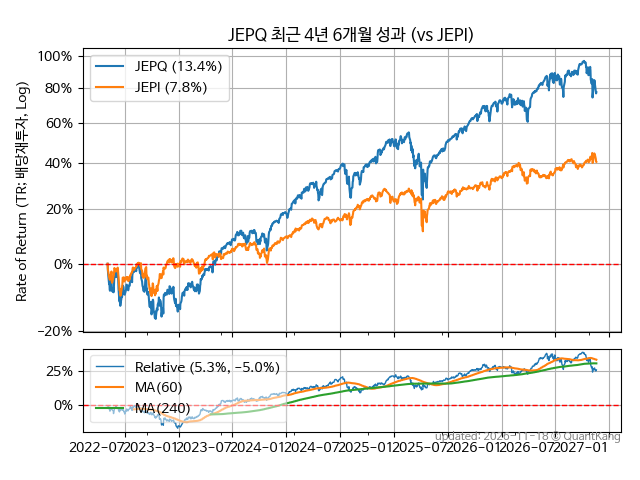 JEPQ 최근 4년 6개월 성과 (vs JEPI)
Rate of Return (TR: 배당재투자, Log)
100%
80%
60%
40%
20%
0%
−20%
JEPQ (13.4%)
JEPI (7.8%)
25%
0%
Relative (5.3%, −5.0%)
MA(60)
MA(240)
2022-07 2023-01 2023-07 2024-01 2024-07 2025-01 2025-07 2026-01 2026-07 2027-01
updated: 2026-11-18 @ QuantKang